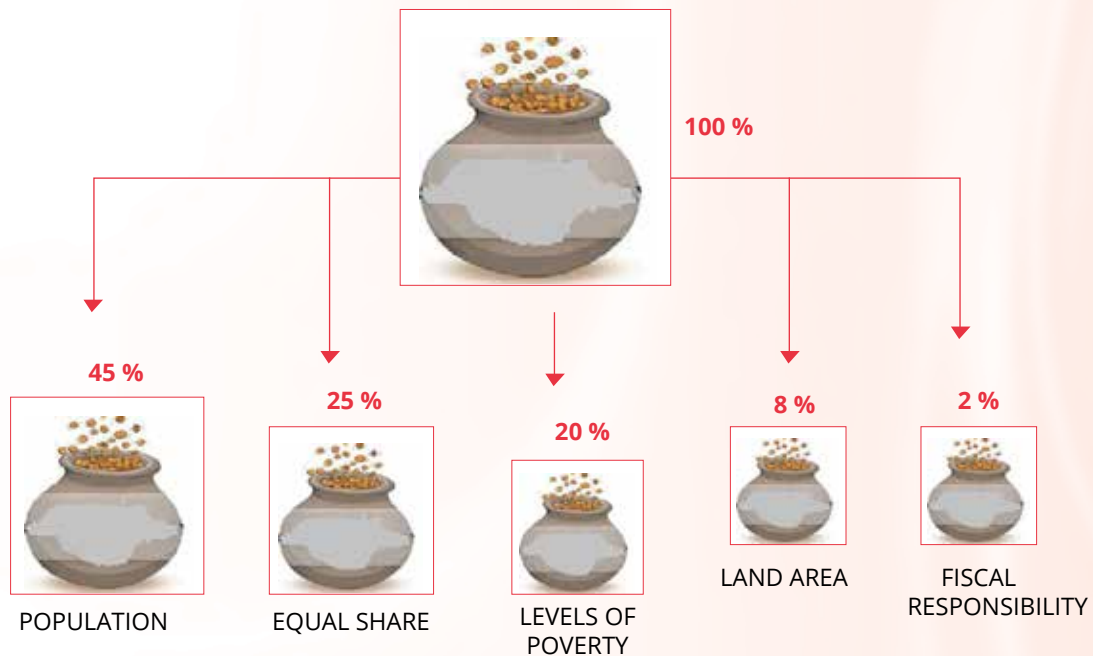 100 %
45 %
POPULATION
25 %
EQUAL SHARE
20 %
LEVELS OF
POVERTY
8 %
LAND AREA
2 %
FISCAL
RESPONSIBILITY